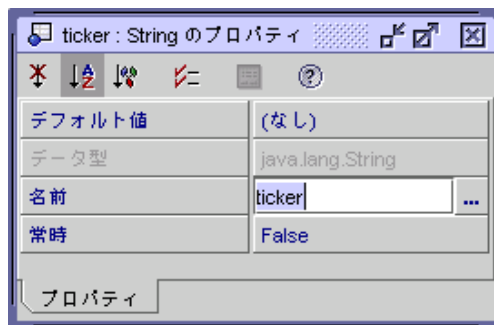 ticker : String のプロパティ
デフォルト値 (なし)
データ型 java.lang.String
名前 ticker ...
常時 False
プロパティ